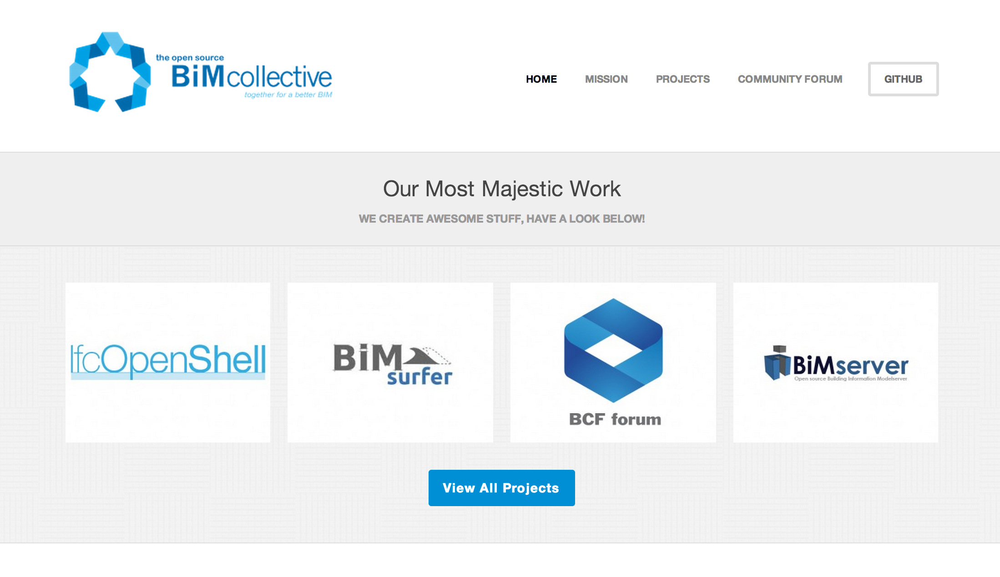 the open source
BiMcollective
together for a better BIM
HOME MISSION PROJECTS COMMUNITY FORUM GITHUB
Our Most Majestic Work
WE CREATE AWESOME STUFF, HAVE A LOOK BELOW!
IfcOpenShell
BiM
surfer
BCF forum
BiMserver
Open source Building Information Modelserver
View All Projects